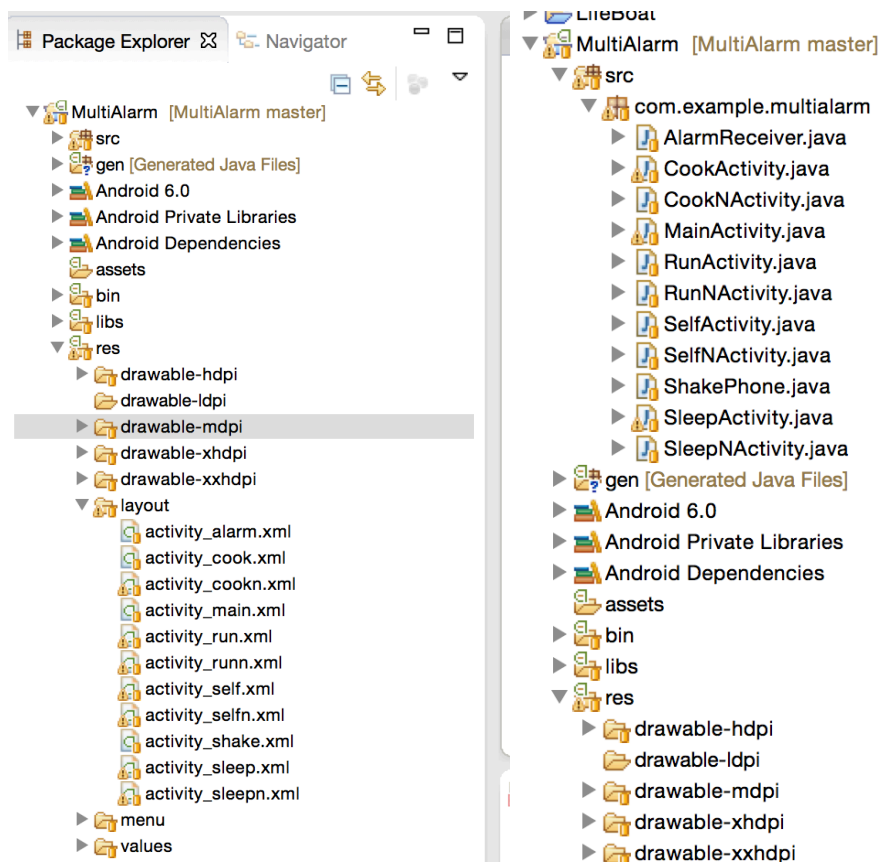 Package Explorer Navigator
MultiAlarm [MultiAlarm master]
src
gen [Generated Java Files]
Android 6.0
Android Private Libraries
Android Dependencies
assets
bin
libs
res
drawable-hdpi
drawable-ldpi
drawable-mdpi
drawable-xhdpi
drawable-xxhdpi
layout
activity_alarm.xml
activity_cook.xml
activity_cookn.xml
activity_main.xml
activity_run.xml
activity_runn.xml
activity_self.xml
activity_selfn.xml
activity_shake.xml
activity_sleep.xml
activity_sleepn.xml
menu
values
LifeBoat
MultiAlarm [MultiAlarm master]
src
com.example.multialarm
AlarmReceiver.java
CookActivity.java
CookNActivity.java
MainActivity.java
RunActivity.java
RunNActivity.java
SelfActivity.java
SelfNActivity.java
ShakePhone.java
SleepActivity.java
SleepNActivity.java
gen [Generated Java Files]
Android 6.0
Android Private Libraries
Android Dependencies
assets
bin
libs
res
drawable-hdpi
drawable-ldpi
drawable-mdpi
drawable-xhdpi
drawable-xxhdpi